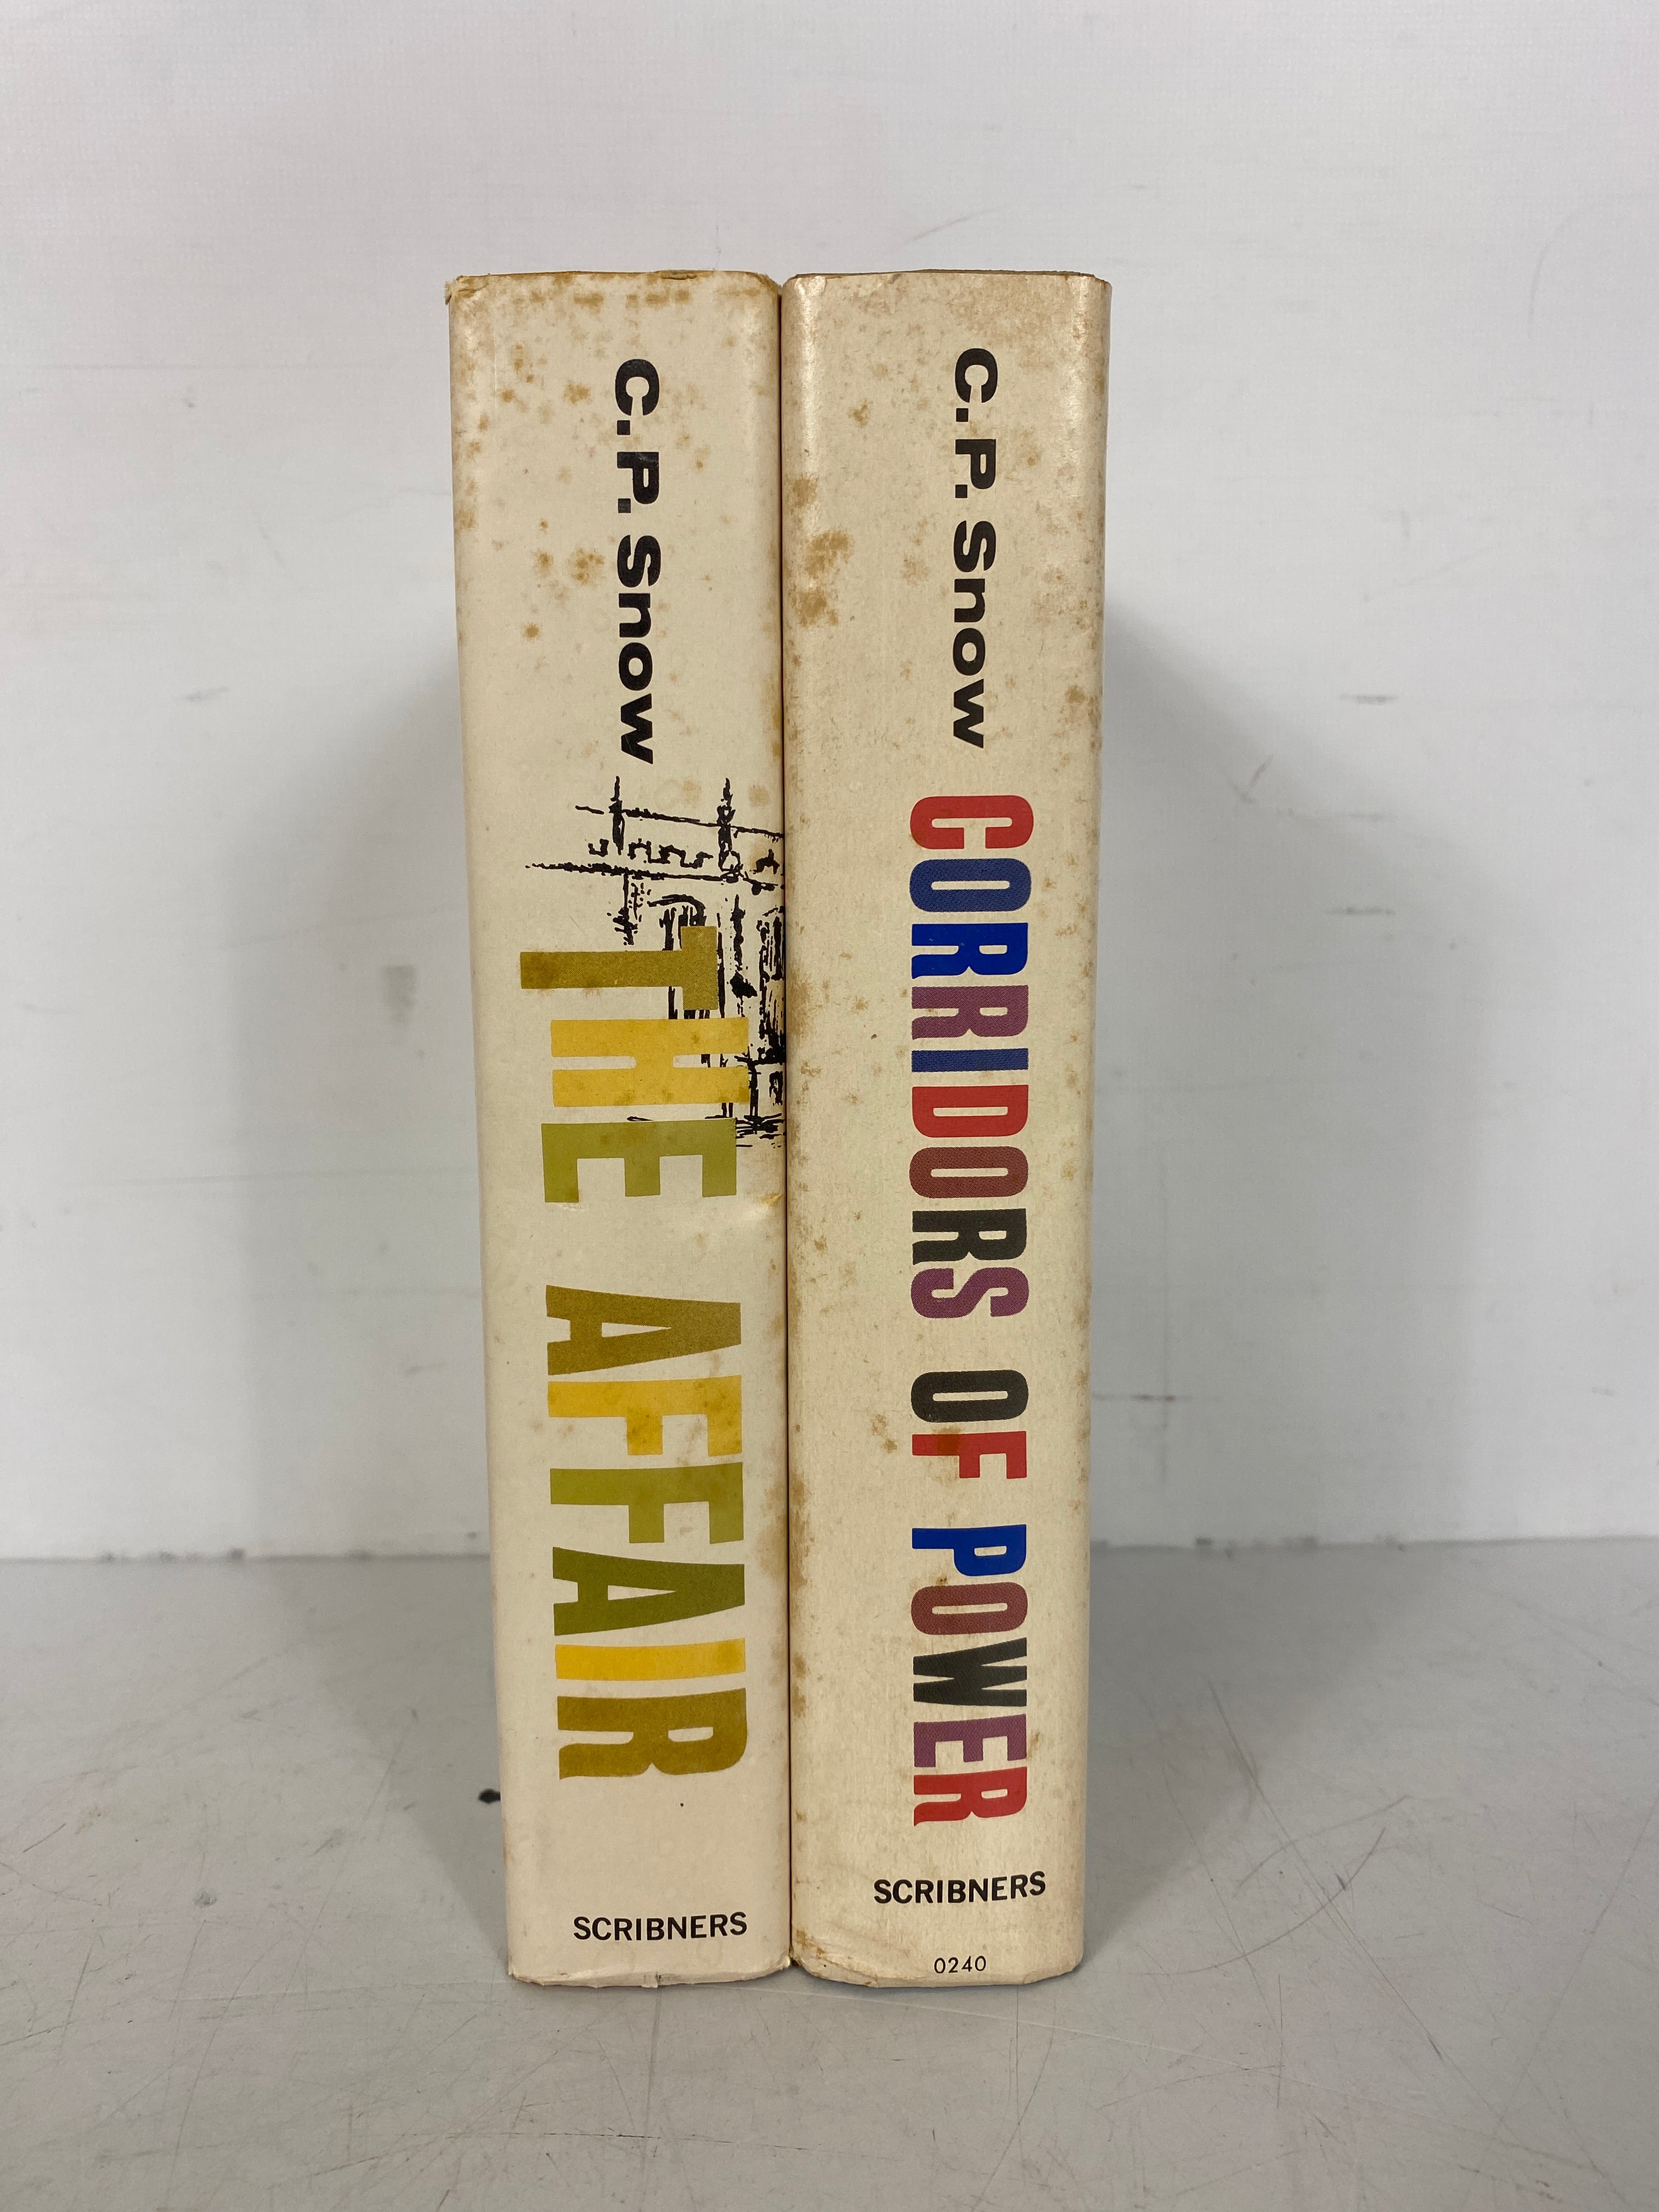 C. P. Snow
THE AFFAIR
SCRIBNERS
C. P. Snow
CORRIDORS OF POWER
SCRIBNERS
0240